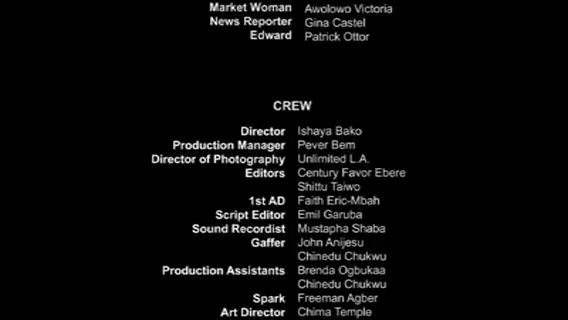 Market Woman Awolowo Victoria
News Reporter Gina Castel
Edward Patrick Ottor
CREW
Director Ishaya Bako
Production Manager Pever Bem
Director of Photography Unlimited L.A.
Editors Century Favor Ebere
Shittu Taiwo
1st AD Faith Eric-Mbah
Script Editor Emil Garuba
Sound Recordist Mustapha Shaba
Gaffer John Anijesu
Chinedu Chukwu
Production Assistants Brenda Ogbukaa
Chinedu Chukwu
Spark Freeman Agber
Art Director Chima Temple